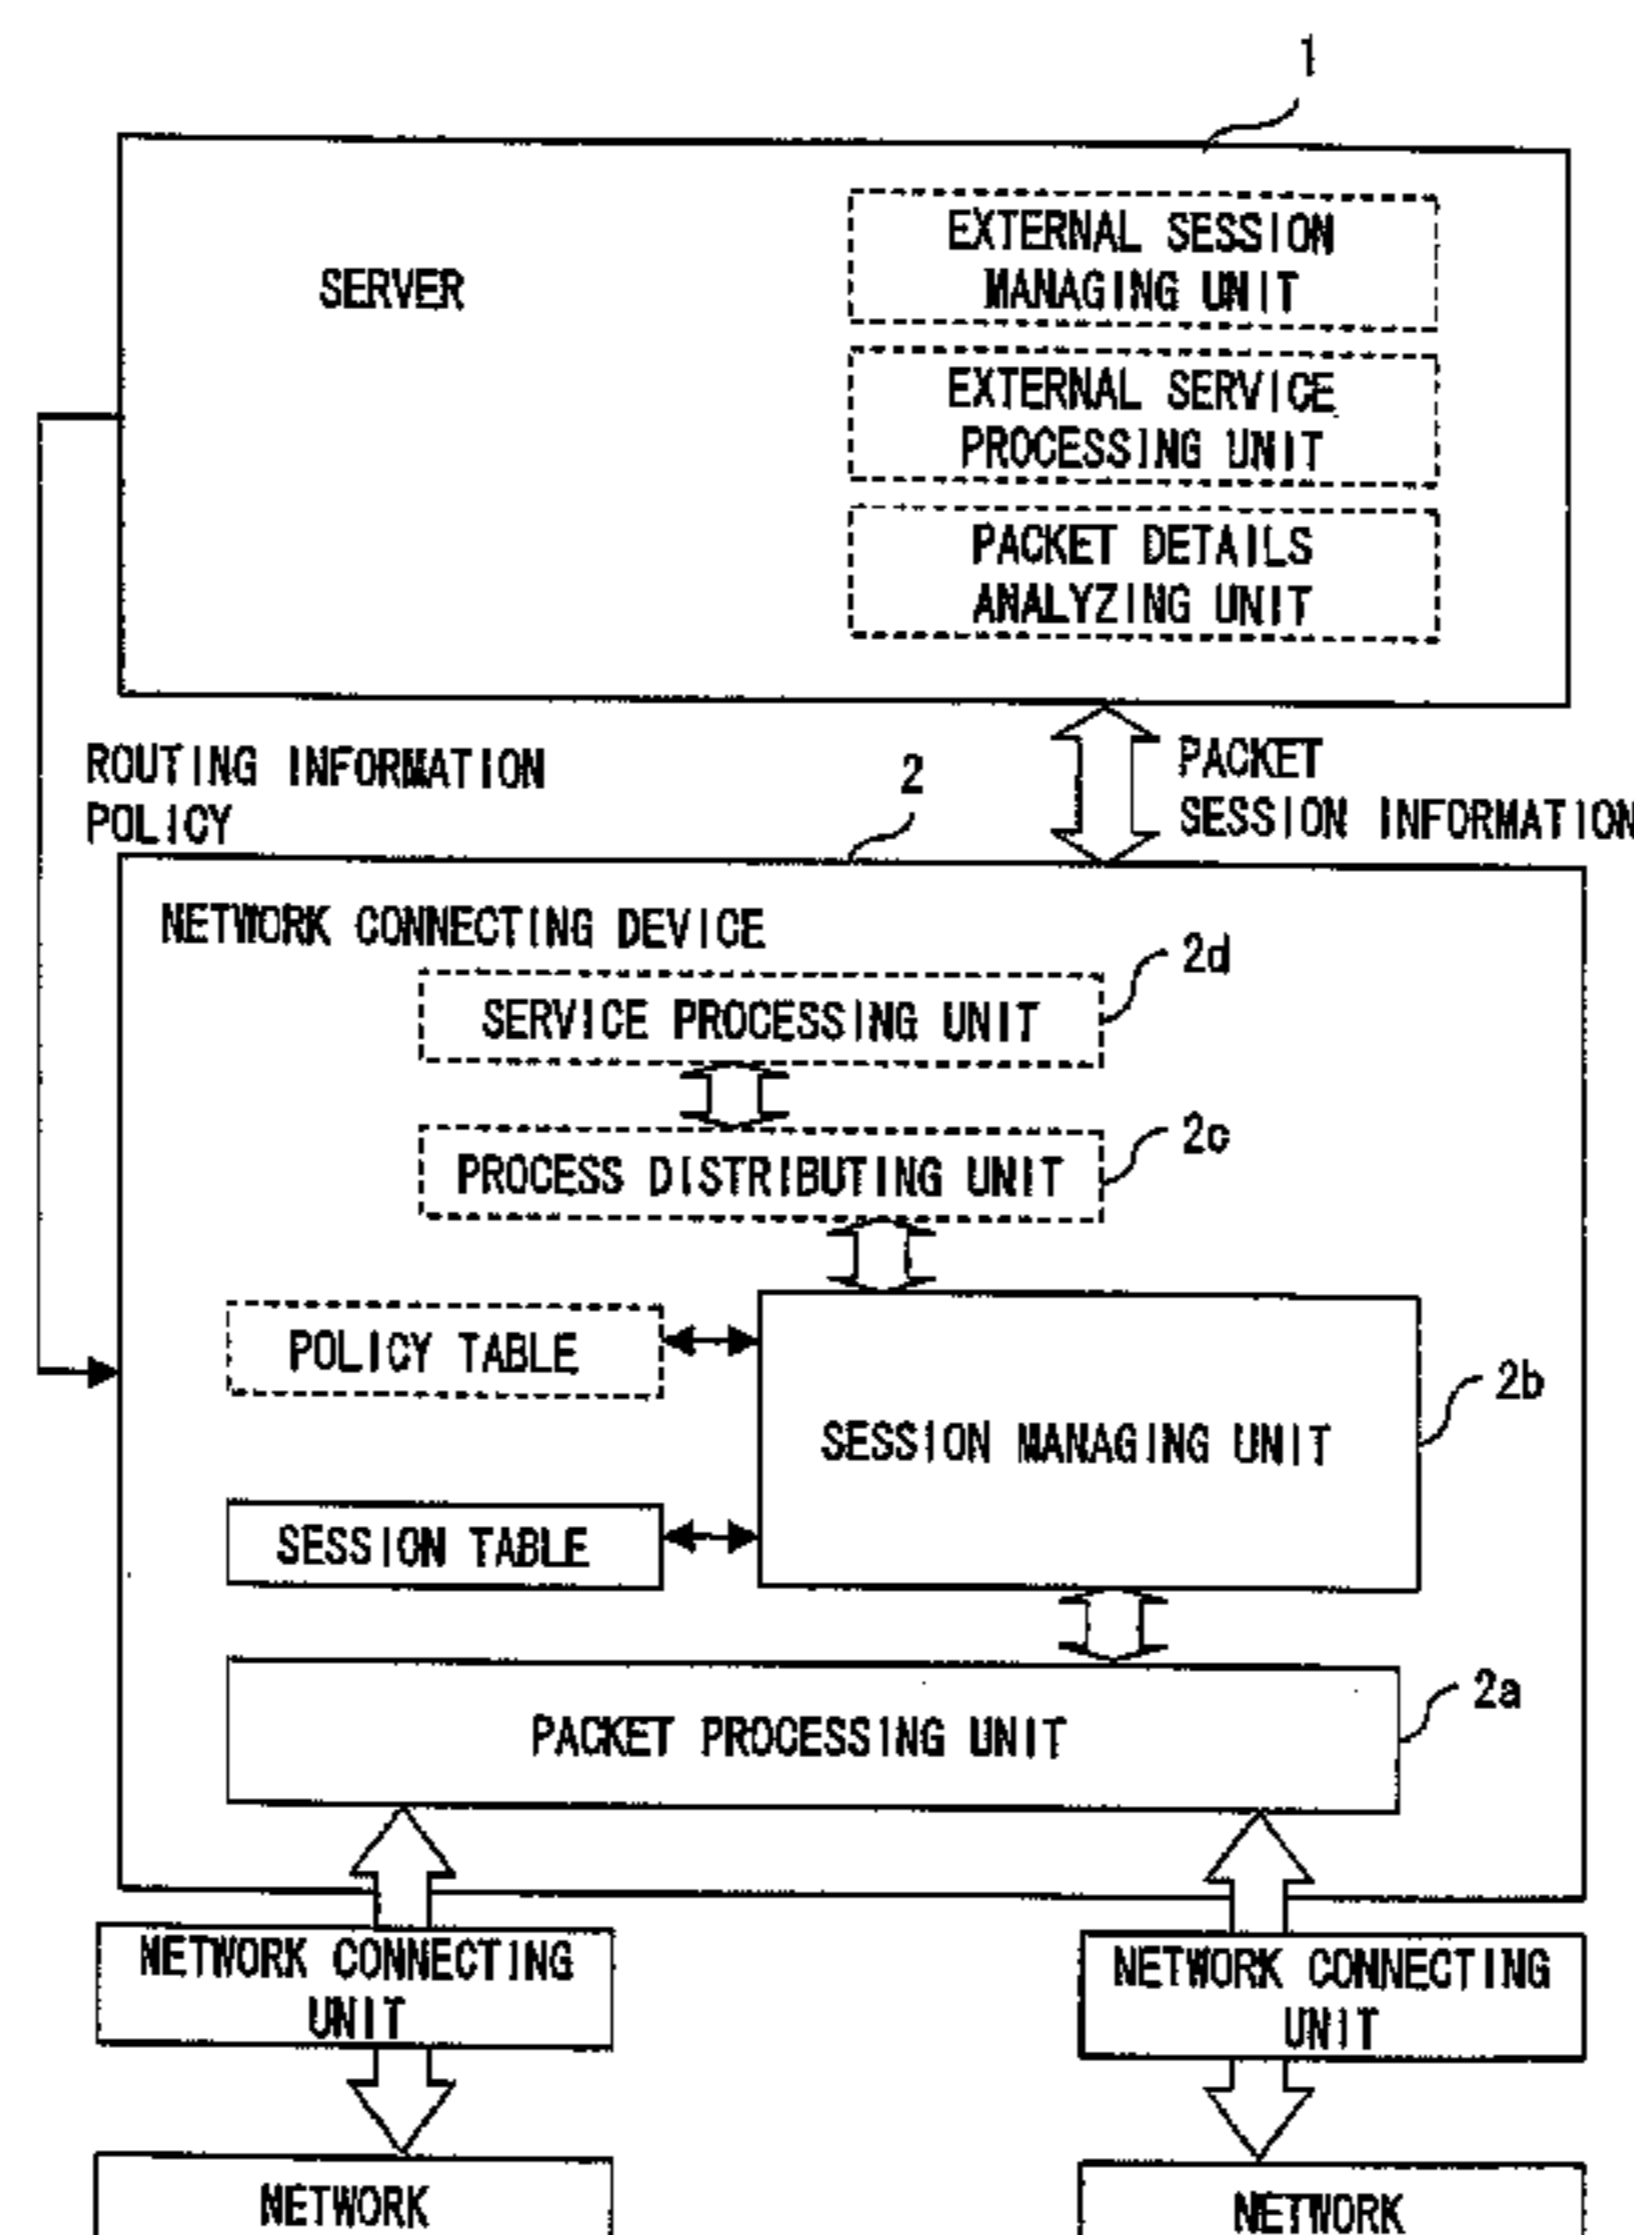 1
SERVER
EXTERNAL SESSION
MANAGING UNIT
EXTERNAL SERVICE
PROCESSING UNIT
PACKET DETAILS
ANALYZING UNIT
ROUTING INFORMATION
POLICY
2
PACKET
SESSION INFORMATION
NETWORK CONNECTING DEVICE
2d
SERVICE PROCESSING UNIT
2c
PROCESS DISTRIBUTING UNIT
POLICY TABLE
2b
SESSION MANAGING UNIT
SESSION TABLE
2a
PACKET PROCESSING UNIT
NETWORK CONNECTING
UNIT
NETWORK CONNECTING
UNIT
NETWORK
NETWORK